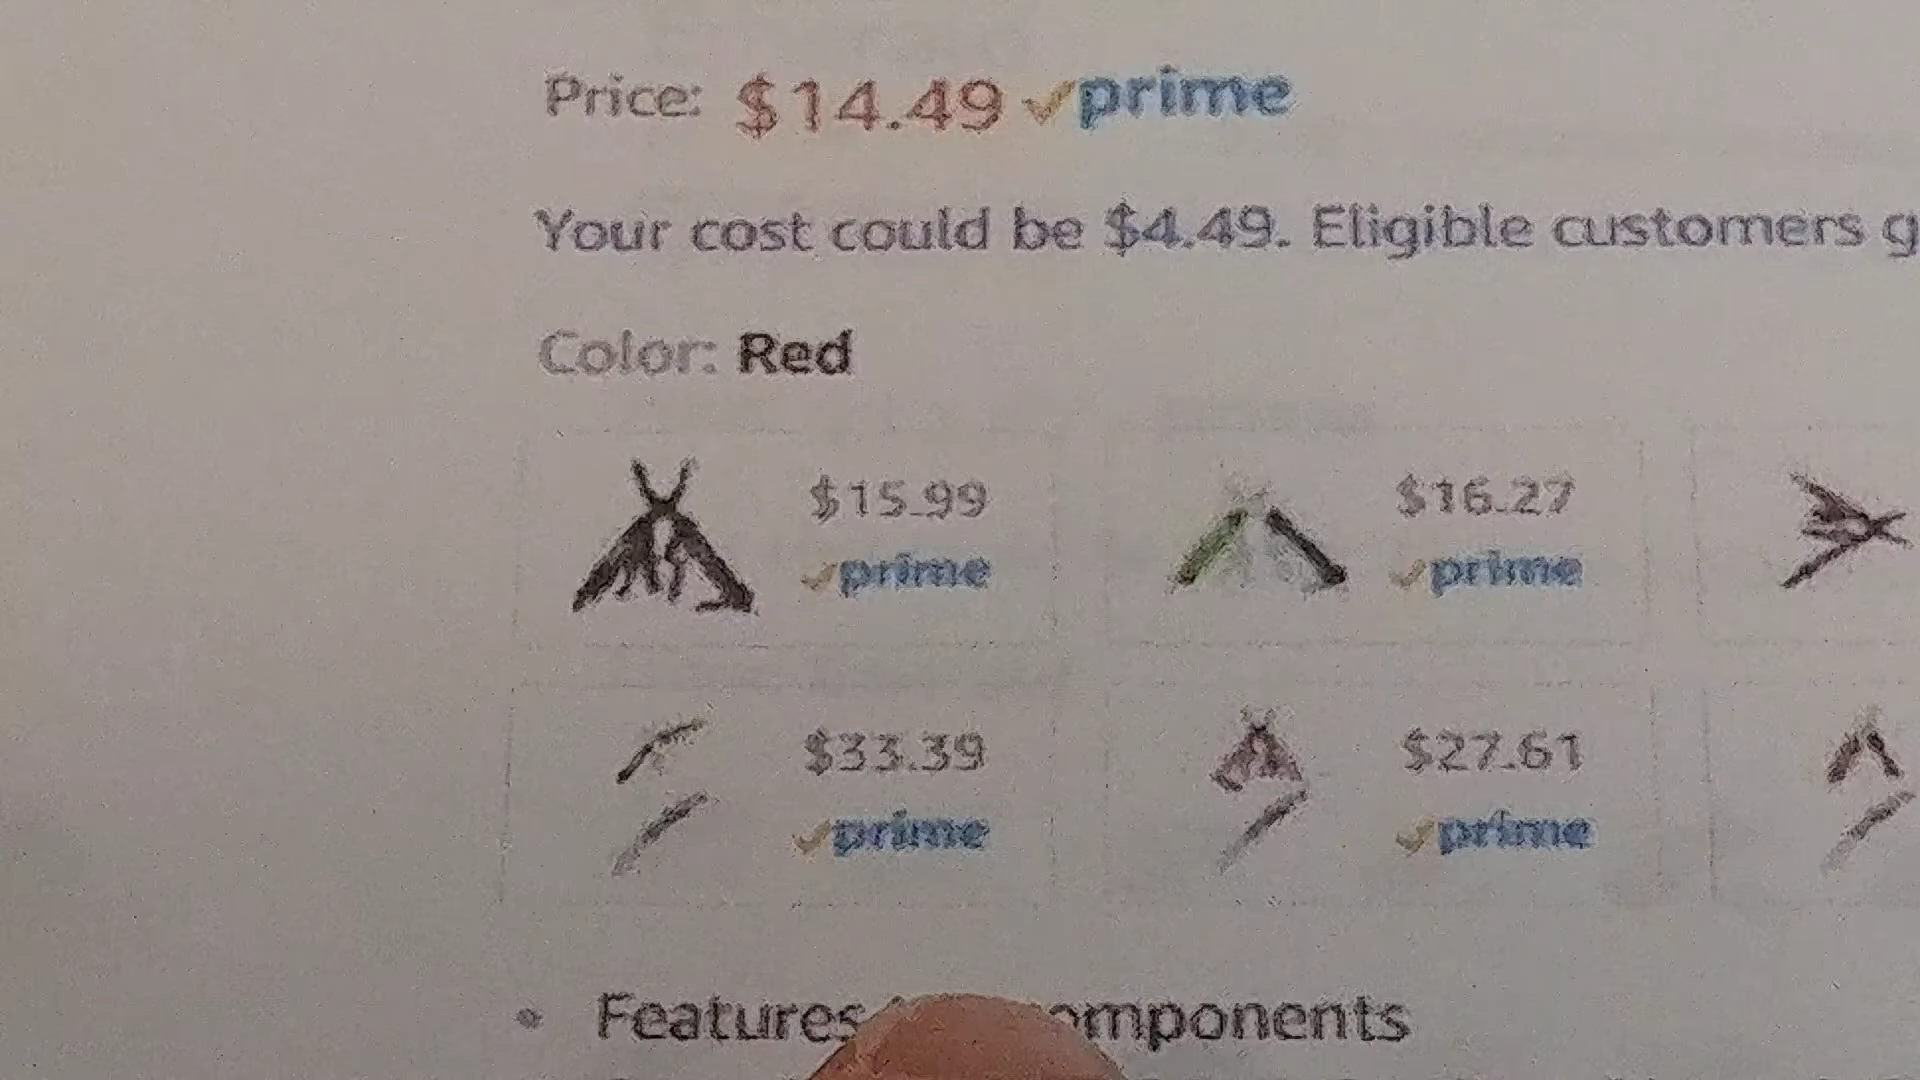 Price: $14.49 prime
Your cost could be $4.49. Eligible customers g
Color: Red
$15.99 $16.27
prime prime
$33.39 $27.61
prime prime
• Features omponents